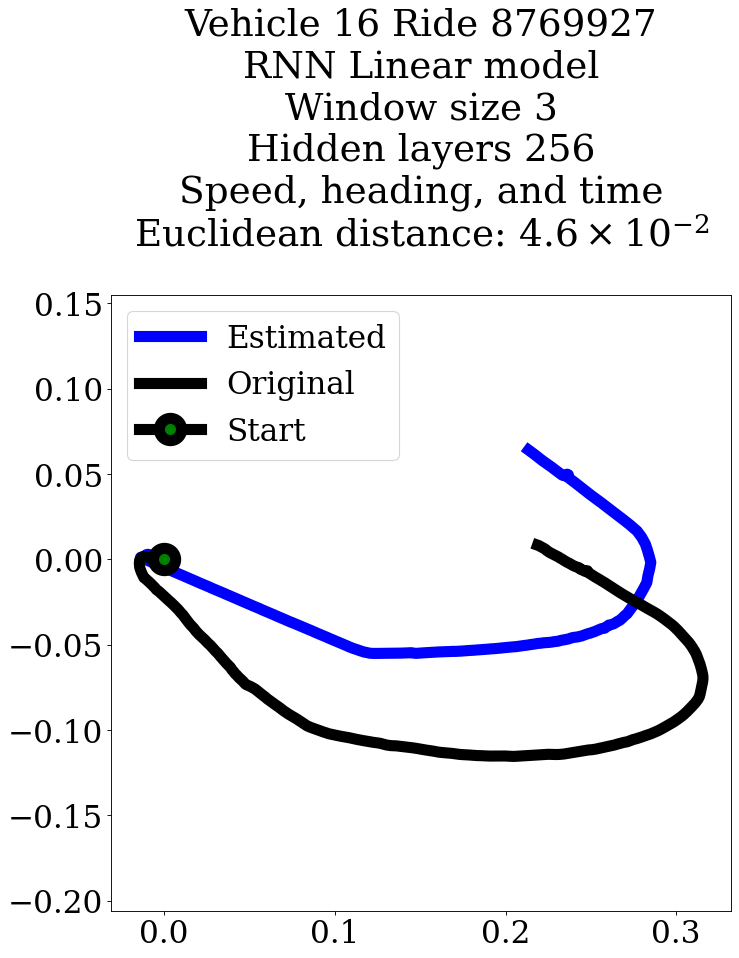 Vehicle 16 Ride 8769927
RNN Linear model
Window size 3
Hidden layers 256
Speed, heading, and time
Euclidean distance: 4.6 × 10⁻²
0.15
0.10
0.05
0.00
−0.05
−0.10
−0.15
−0.20
Estimated
Original
Start
0.0 0.1 0.2 0.3